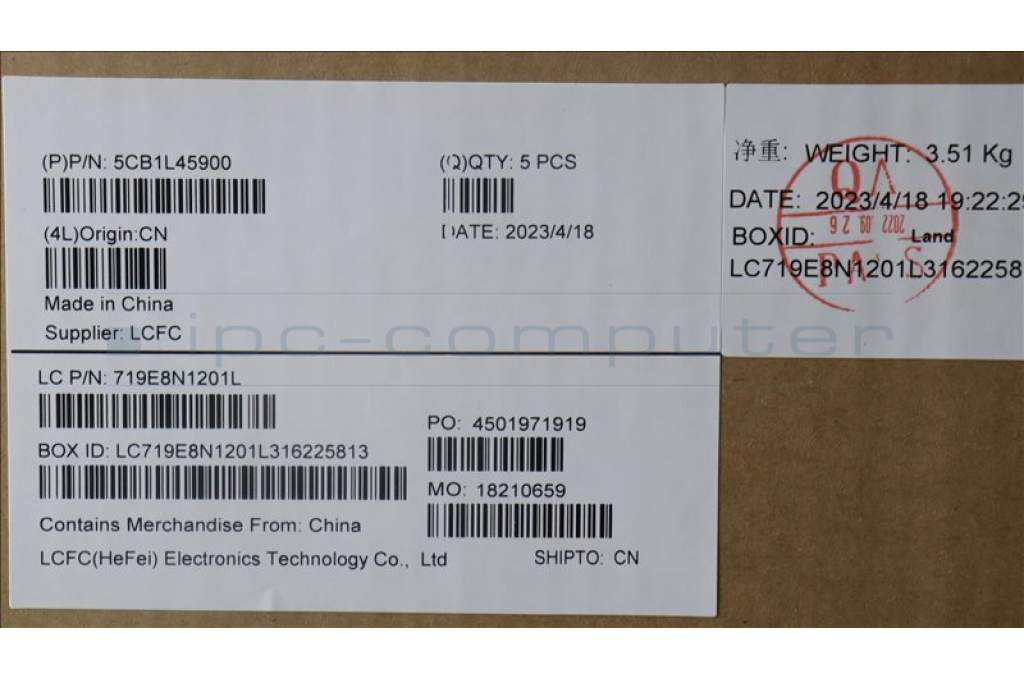 (P)P/N: 5CB1L45900
(Q)QTY: 5 PCS
(4L)Origin:CN
DATE: 2023/4/18
Made in China
Supplier: LCFC
LC P/N: 719E8N1201L
PO: 4501971919
BOX ID: LC719E8N1201L316225813
MO: 18210659
Contains Merchandise From: China
LCFC(HeFei) Electronics Technology Co., Ltd
SHIPTO: CN
净重: WEIGHT: 3.51 Kg
DATE: 2023/4/18 19:22:29
BOXID: Land
LC719E8N1201L3162258
QA
2022.09.26
PASS
ipc-computer